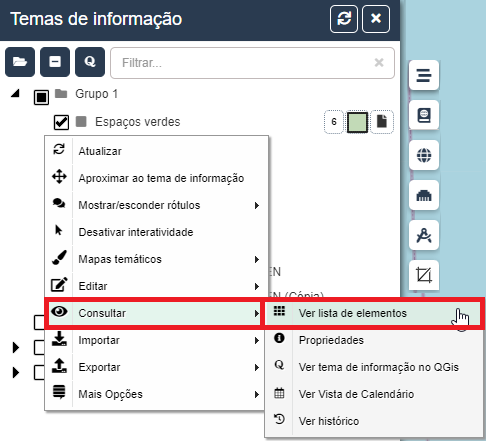 Temas de informação
Q
Filtrar...
Grupo 1
Espaços verdes
6
Atualizar
Aproximar ao tema de informação
Mostrar/esconder rótulos
Desativar interatividade
Mapas temáticos
EN
Editar
EN (Cópia)
Consultar
Ver lista de elementos
Importar
Propriedades
Exportar
Q Ver tema de informação no QGis
Mais Opções
Ver Vista de Calendário
Ver histórico